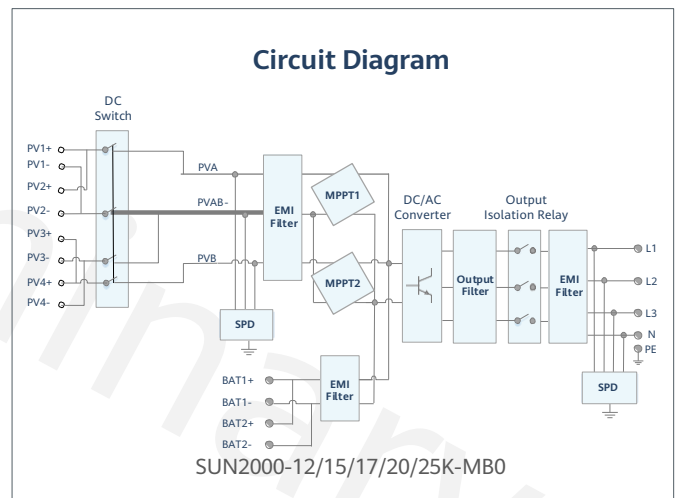 Circuit Diagram
DC
Switch
PV1+
PV1-
PV2+
PV2-
PV3+
PV3-
PV4+
PV4-
PVA
PVAB-
PVB
EMI
Filter
MPPT1
MPPT2
SPD
DC/AC
Converter
Output
Isolation Relay
Output
Filter
EMI
Filter
L1
L2
L3
N
PE
SPD
BAT1+
BAT1-
BAT2+
BAT2-
EMI
Filter
SUN2000-12/15/17/20/25K-MB0